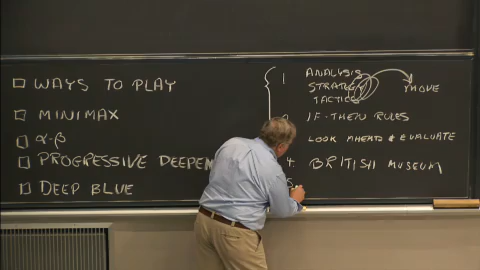 WAYS TO PLAY
MINIMAX
α-β
PROGRESSIVE DEEPEN
DEEP BLUE
1 ANALYSIS
STRATEGY
TACTICS
MOVE
IF-THEN RULES
LOOK AHEAD & EVALUATE
4 BRITISH MUSEUM
5